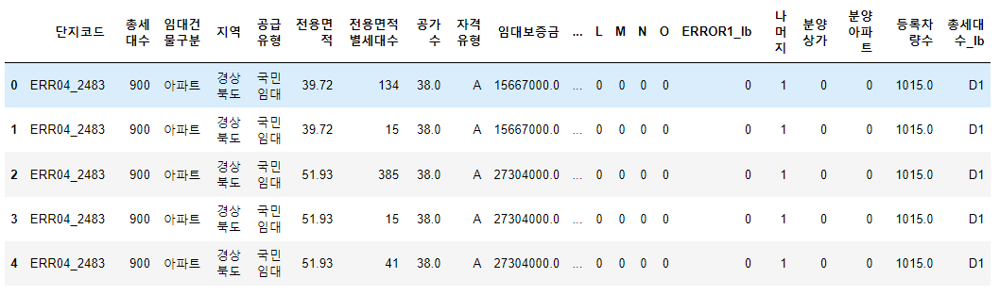 단지코드 총세대수 임대건물구분 지역 공급유형 전용면적 전용면적별세대수 공가수 자격유형 임대보증금 ... L M N O ERROR1_lb 나머지 분양상가 분양아파트 등록차량수 총세대수_lb
0 ERR04_2483 900 아파트 경상북도 국민임대 39.72 134 38.0 A 15667000.0 ... 0 0 0 0 0 1 0 0 1015.0 D1
1 ERR04_2483 900 아파트 경상북도 국민임대 39.72 15 38.0 A 15667000.0 ... 0 0 0 0 0 1 0 0 1015.0 D1
2 ERR04_2483 900 아파트 경상북도 국민임대 51.93 385 38.0 A 27304000.0 ... 0 0 0 0 0 1 0 0 1015.0 D1
3 ERR04_2483 900 아파트 경상북도 국민임대 51.93 15 38.0 A 27304000.0 ... 0 0 0 0 0 1 0 0 1015.0 D1
4 ERR04_2483 900 아파트 경상북도 국민임대 51.93 41 38.0 A 27304000.0 ... 0 0 0 0 0 1 0 0 1015.0 D1